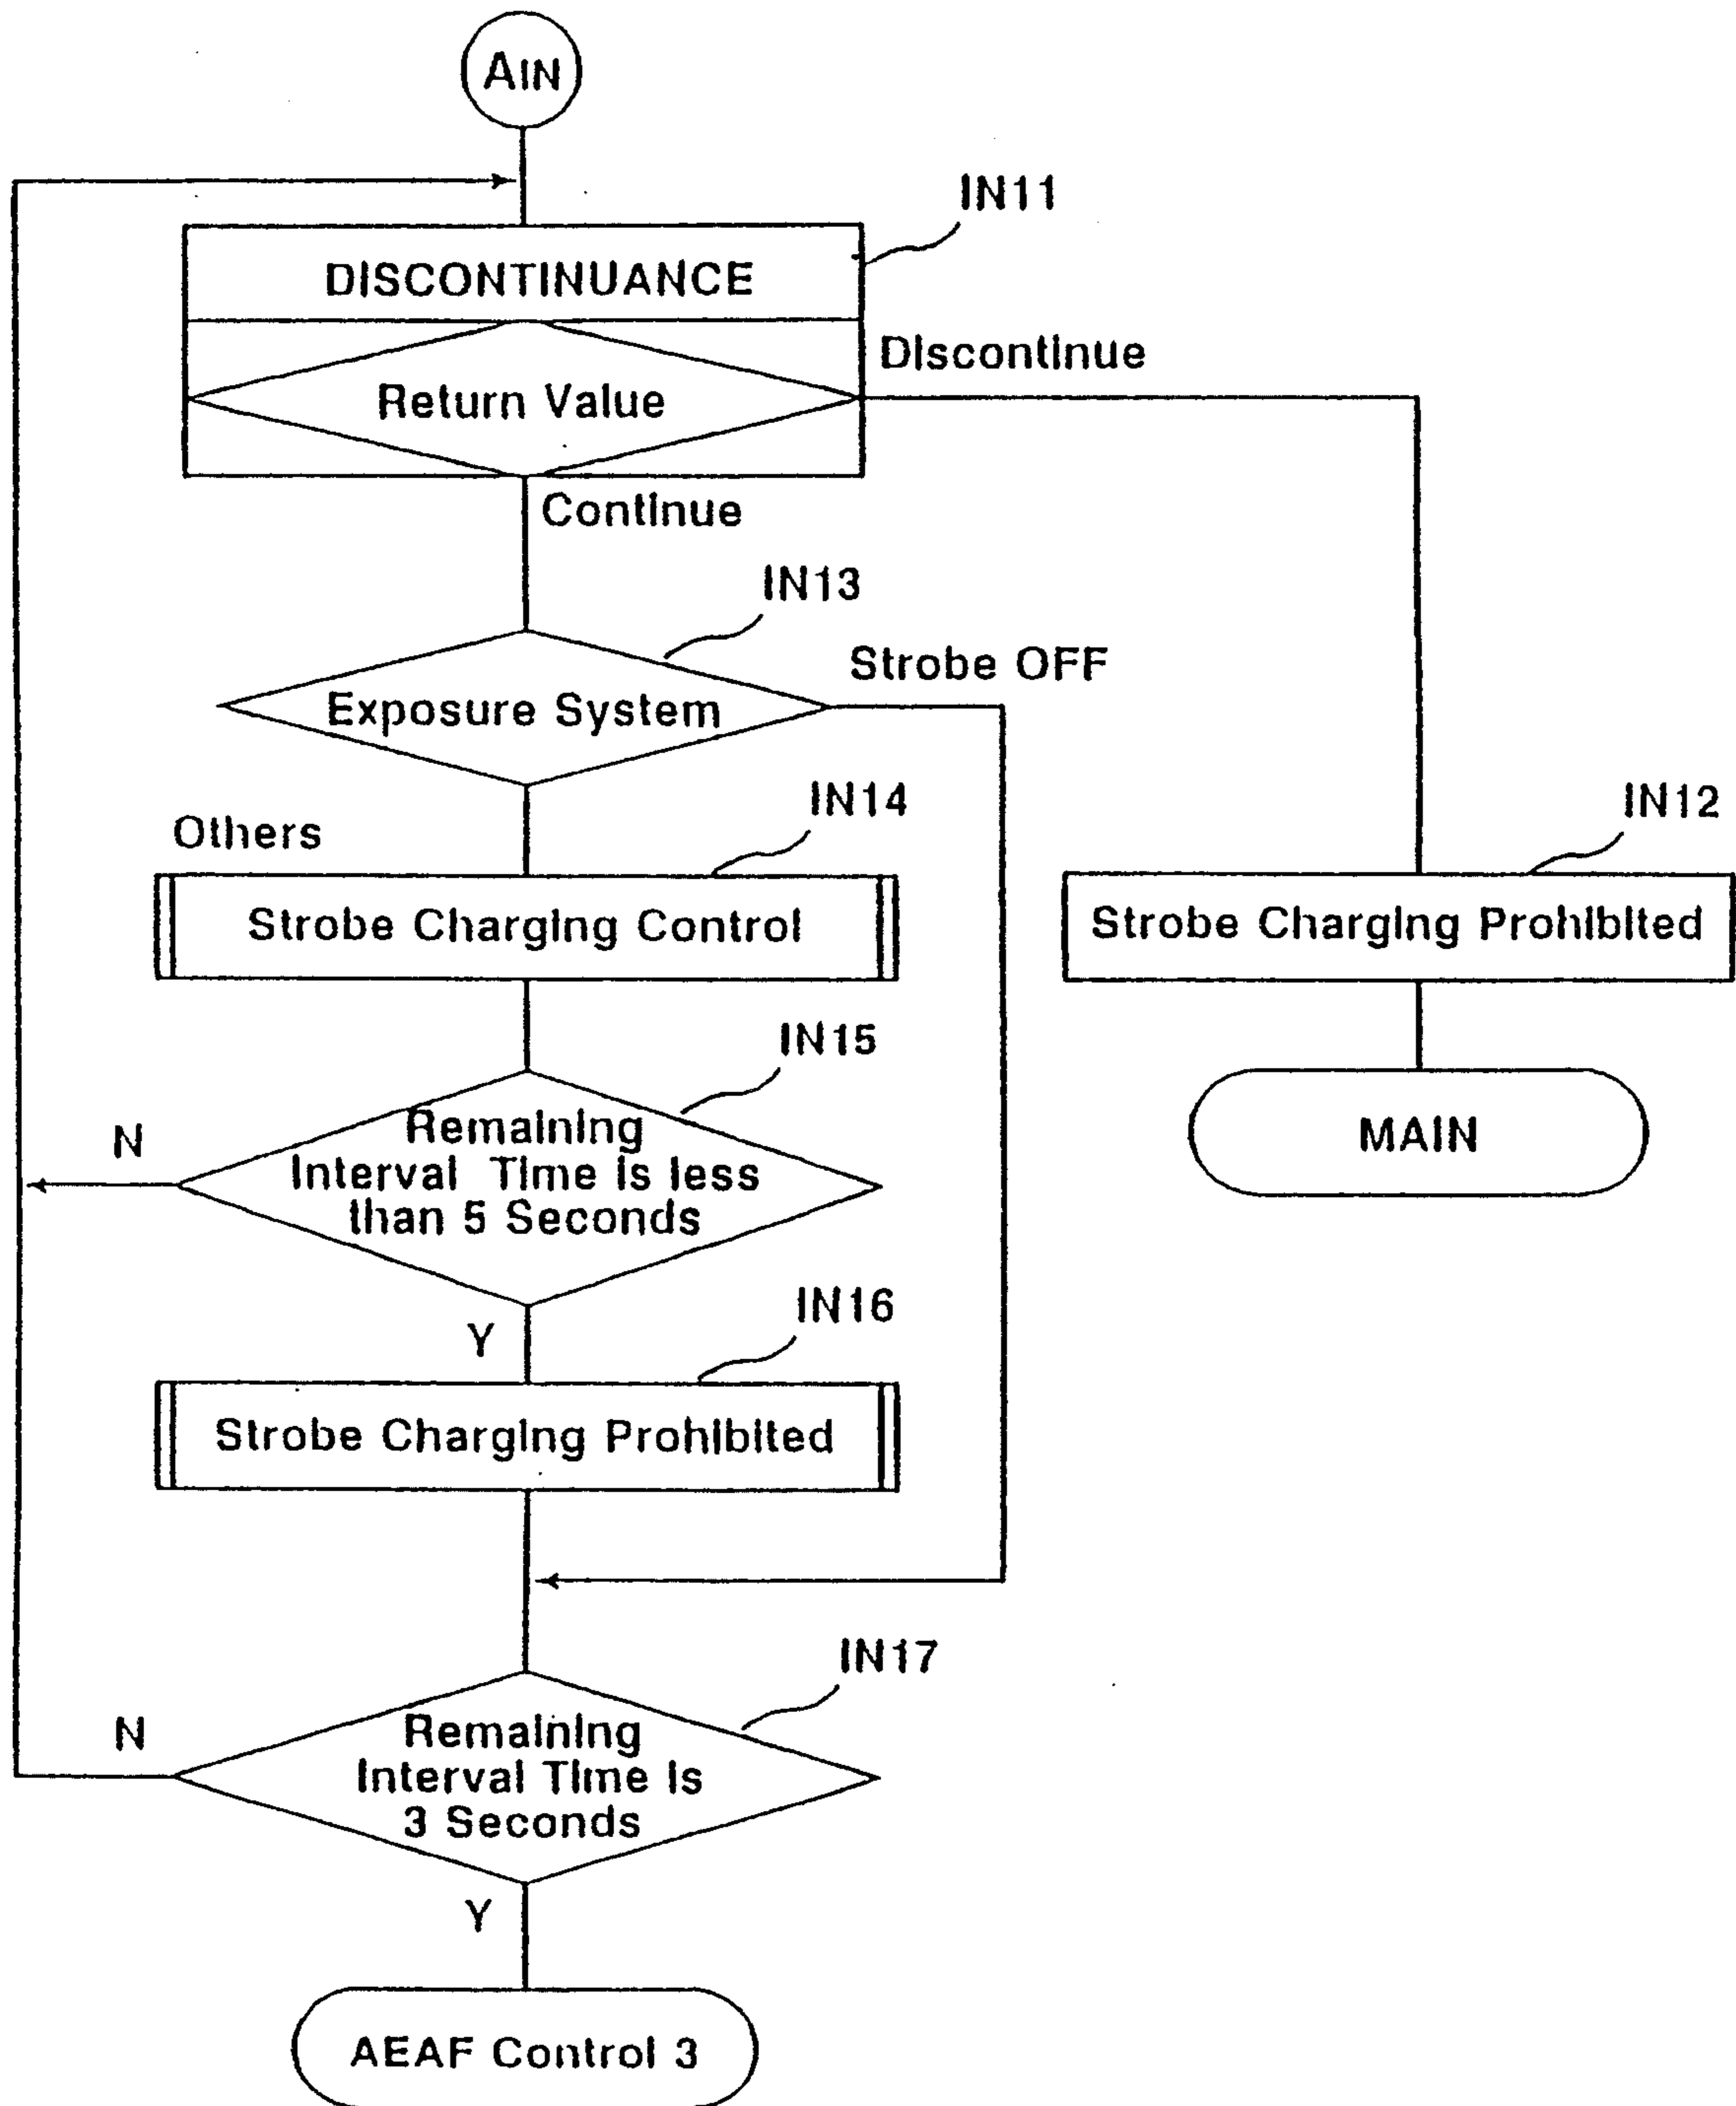 AIN
IN11
DISCONTINUANCE
Discontinue
Return Value
Continue
IN13
Strobe OFF
Exposure System
IN14
IN12
Others
Strobe Charging Control
Strobe Charging Prohibited
IN15
MAIN
N
Remaining
Interval Time is less
than 5 Seconds
IN16
Y
Strobe Charging Prohibited
IN17
N
Remaining
Interval Time is
3 Seconds
Y
AEAF Control 3